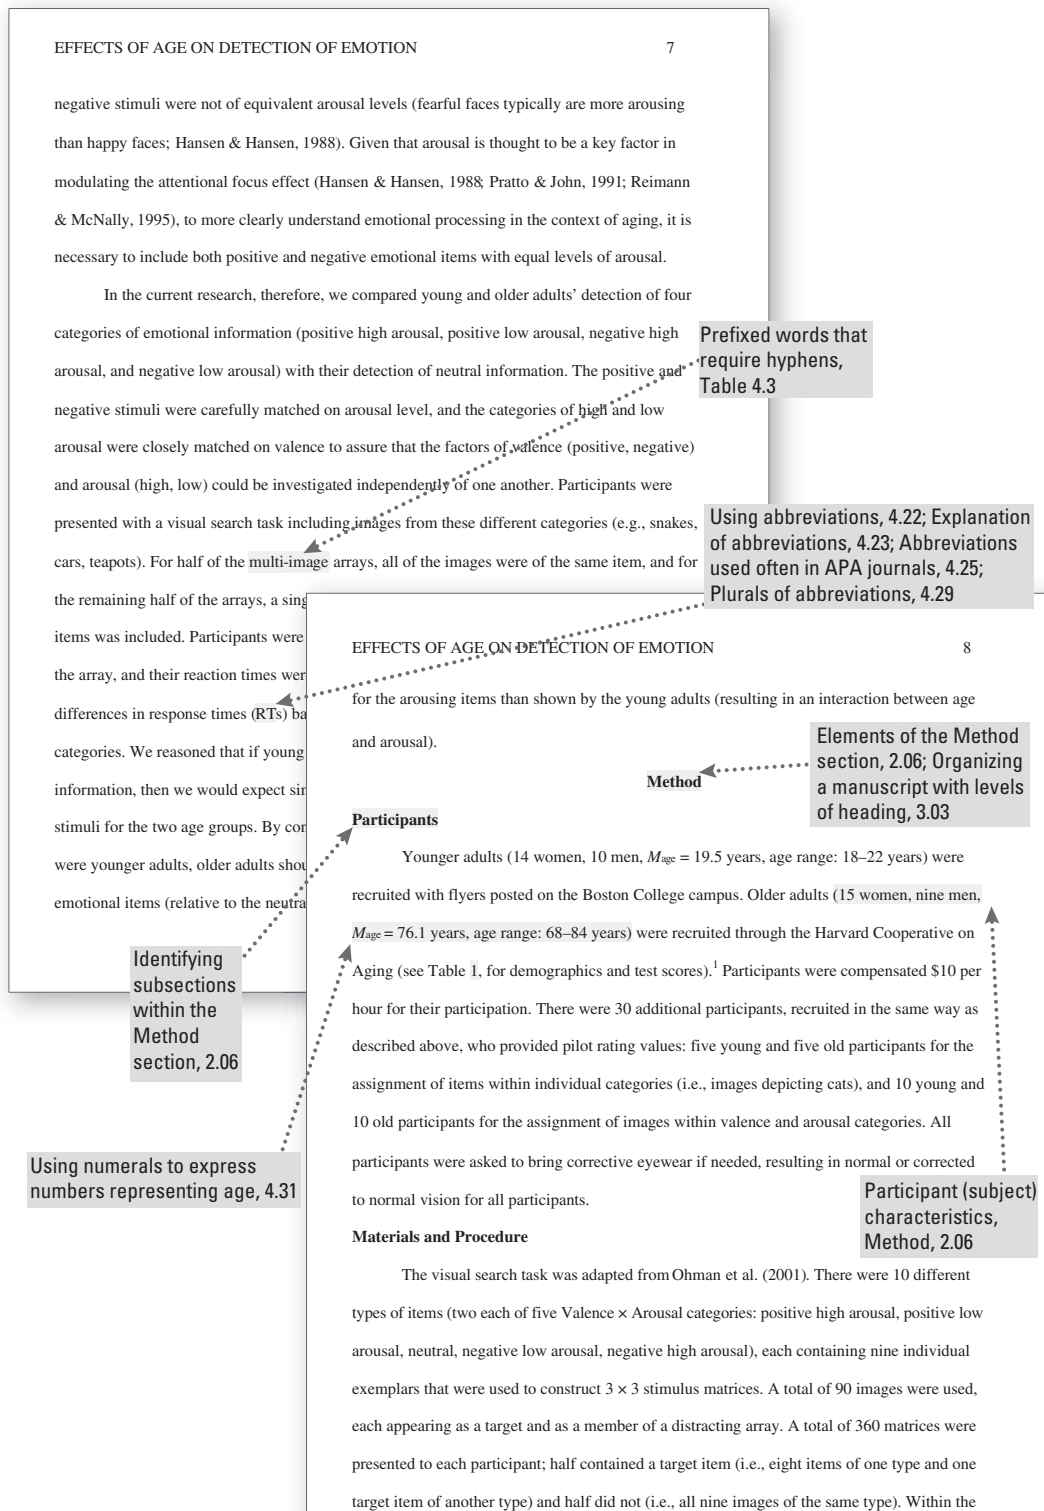 EFFECTS OF AGE ON DETECTION OF EMOTION 7
negative stimuli were not of equivalent arousal levels (fearful faces typically are more arousing
than happy faces; Hansen & Hansen, 1988). Given that arousal is thought to be a key factor in
modulating the attentional focus effect (Hansen & Hansen, 1988; Pratto & John, 1991; Reimann
& McNally, 1995), to more clearly understand emotional processing in the context of aging, it is
necessary to include both positive and negative emotional items with equal levels of arousal.
In the current research, therefore, we compared young and older adults’ detection of four
categories of emotional information (positive high arousal, positive low arousal, negative high
arousal, and negative low arousal) with their detection of neutral information. The positive and
negative stimuli were carefully matched on arousal level, and the categories of high and low
arousal were closely matched on valence to assure that the factors of valence (positive, negative)
and arousal (high, low) could be investigated independently of one another. Participants were
presented with a visual search task including images from these different categories (e.g., snakes,
cars, teapots). For half of the multi-image arrays, all of the images were of the same item, and for
the remaining half of the arrays, a sing
items was included. Participants were
the array, and their reaction times wer
differences in response times (RTs) ba
categories. We reasoned that if young
information, then we would expect sin
stimuli for the two age groups. By con
were younger adults, older adults shou
emotional items (relative to the neutra
Prefixed words that
require hyphens,
Table 4.3
Using abbreviations, 4.22; Explanation
of abbreviations, 4.23; Abbreviations
used often in APA journals, 4.25;
Plurals of abbreviations, 4.29
EFFECTS OF AGE ON DETECTION OF EMOTION 8
for the arousing items than shown by the young adults (resulting in an interaction between age
and arousal).
Elements of the Method
section, 2.06; Organizing
a manuscript with levels
of heading, 3.03
Method
Participants
Younger adults (14 women, 10 men, Mage = 19.5 years, age range: 18–22 years) were
recruited with flyers posted on the Boston College campus. Older adults (15 women, nine men,
Mage = 76.1 years, age range: 68–84 years) were recruited through the Harvard Cooperative on
Aging (see Table 1, for demographics and test scores).1 Participants were compensated $10 per
hour for their participation. There were 30 additional participants, recruited in the same way as
described above, who provided pilot rating values: five young and five old participants for the
assignment of items within individual categories (i.e., images depicting cats), and 10 young and
10 old participants for the assignment of images within valence and arousal categories. All
participants were asked to bring corrective eyewear if needed, resulting in normal or corrected
to normal vision for all participants.
Identifying
subsections
within the
Method
section, 2.06
Using numerals to express
numbers representing age, 4.31
Participant (subject)
characteristics,
Method, 2.06
Materials and Procedure
The visual search task was adapted from Ohman et al. (2001). There were 10 different
types of items (two each of five Valence × Arousal categories: positive high arousal, positive low
arousal, neutral, negative low arousal, negative high arousal), each containing nine individual
exemplars that were used to construct 3 × 3 stimulus matrices. A total of 90 images were used,
each appearing as a target and as a member of a distracting array. A total of 360 matrices were
presented to each participant; half contained a target item (i.e., eight items of one type and one
target item of another type) and half did not (i.e., all nine images of the same type). Within the